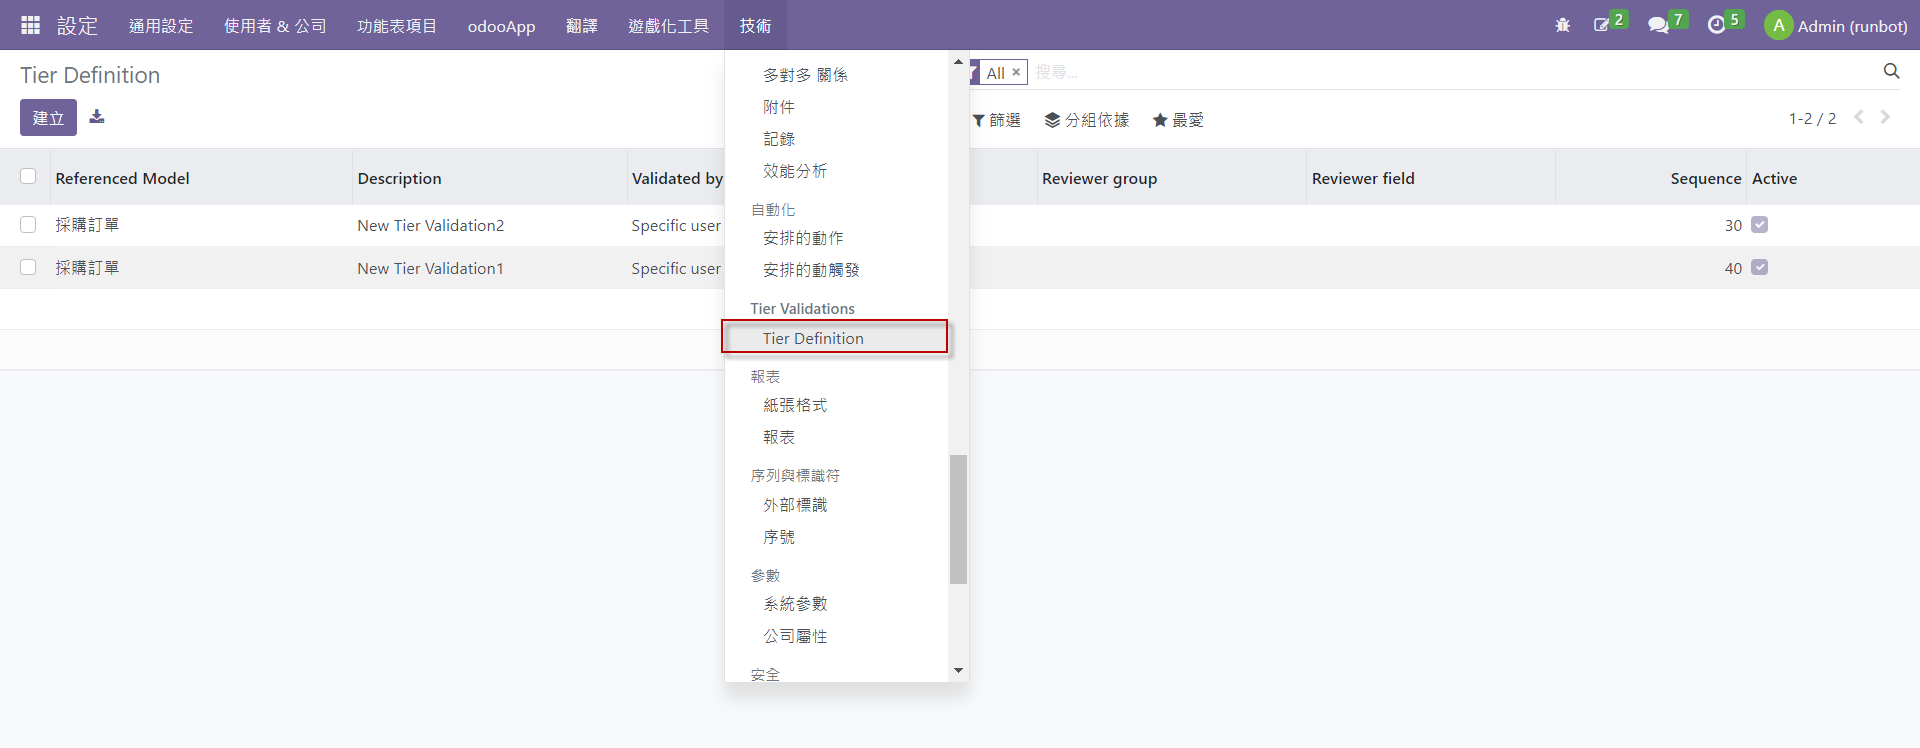 設定 通用設定 使用者 & 公司 功能表項目 odooApp 翻譯 遊戲化工具 技術 2 7 5 A Admin (runbot)
Tier Definition
All × 搜尋...
建立
篩選 分組依據 最愛 1-2 / 2
Referenced Model Description Validated by Reviewer group Reviewer field Sequence Active
採購訂單 New Tier Validation2 Specific user 30
採購訂單 New Tier Validation1 Specific user 40
多對多 關係
附件
記錄
效能分析
自動化
安排的動作
安排的動觸發
Tier Validations
Tier Definition
報表
紙張格式
報表
序列與標識符
外部標識
序號
參數
系統參數
公司屬性
安全